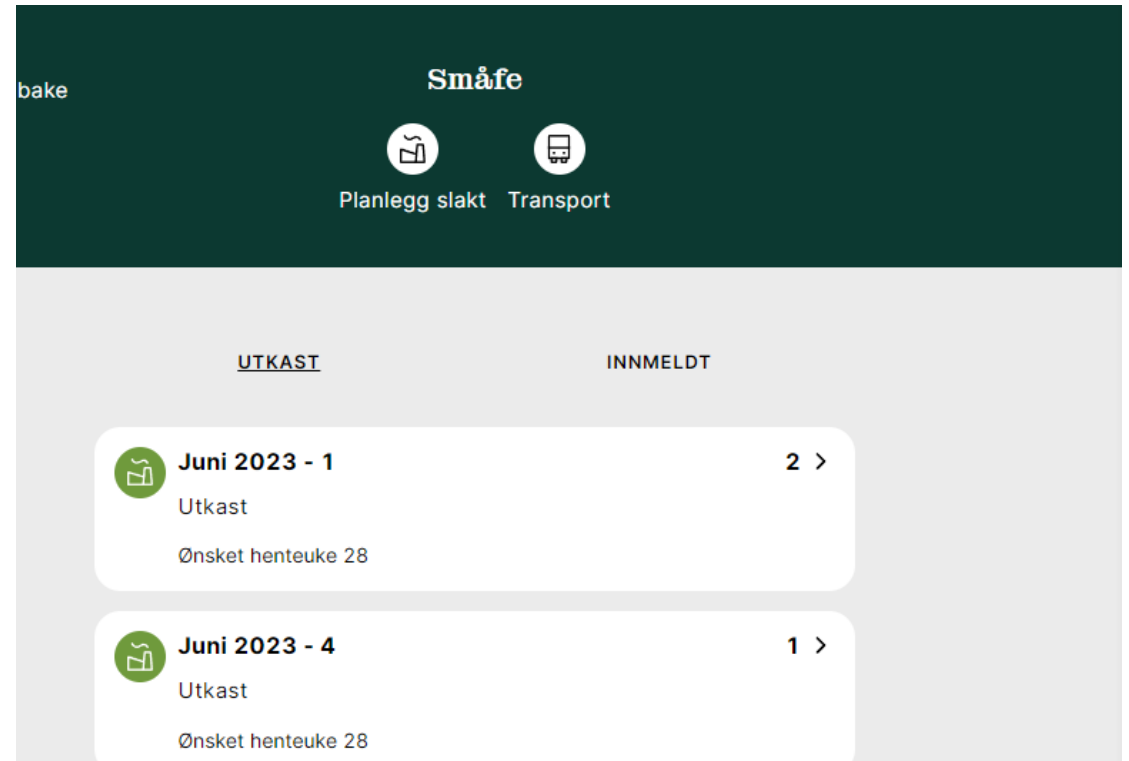 bake
Småfe
Planlegg slakt Transport
UTKAST INNMELDT
Juni 2023 - 1 2
Utkast
Ønsket henteuke 28
Juni 2023 - 4 1
Utkast
Ønsket henteuke 28